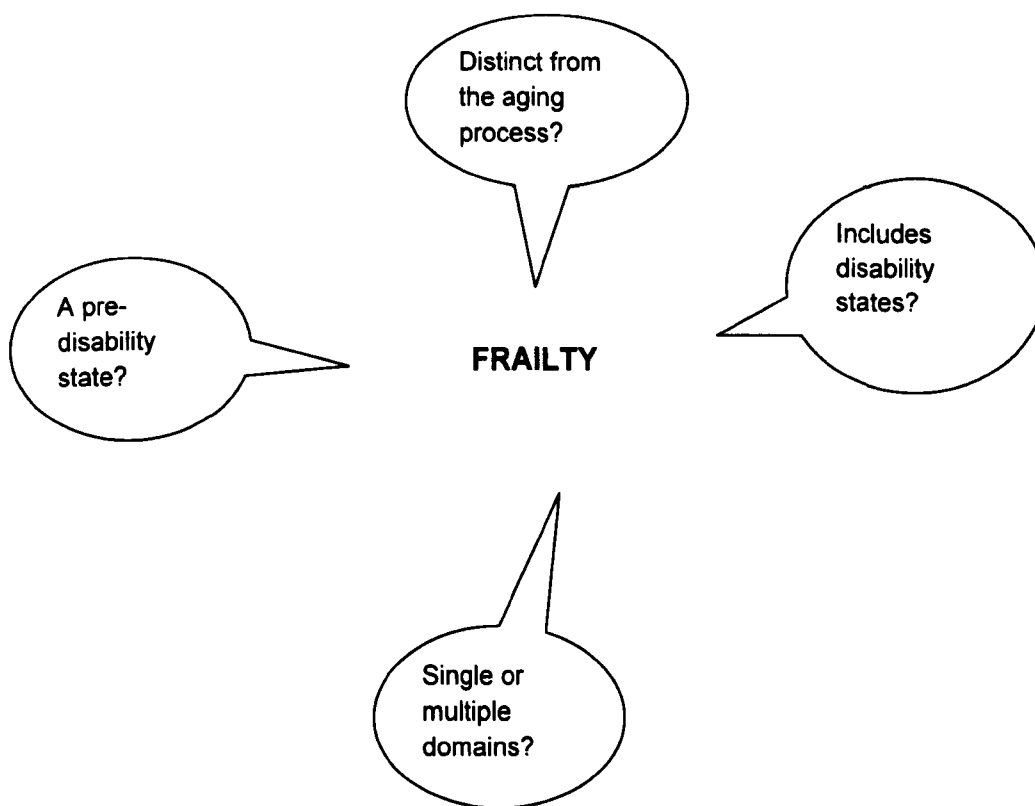 Distinct from
the aging
process?
Includes
disability
states?
A pre-
disability
state?
FRAILTY
Single or
multiple
domains?